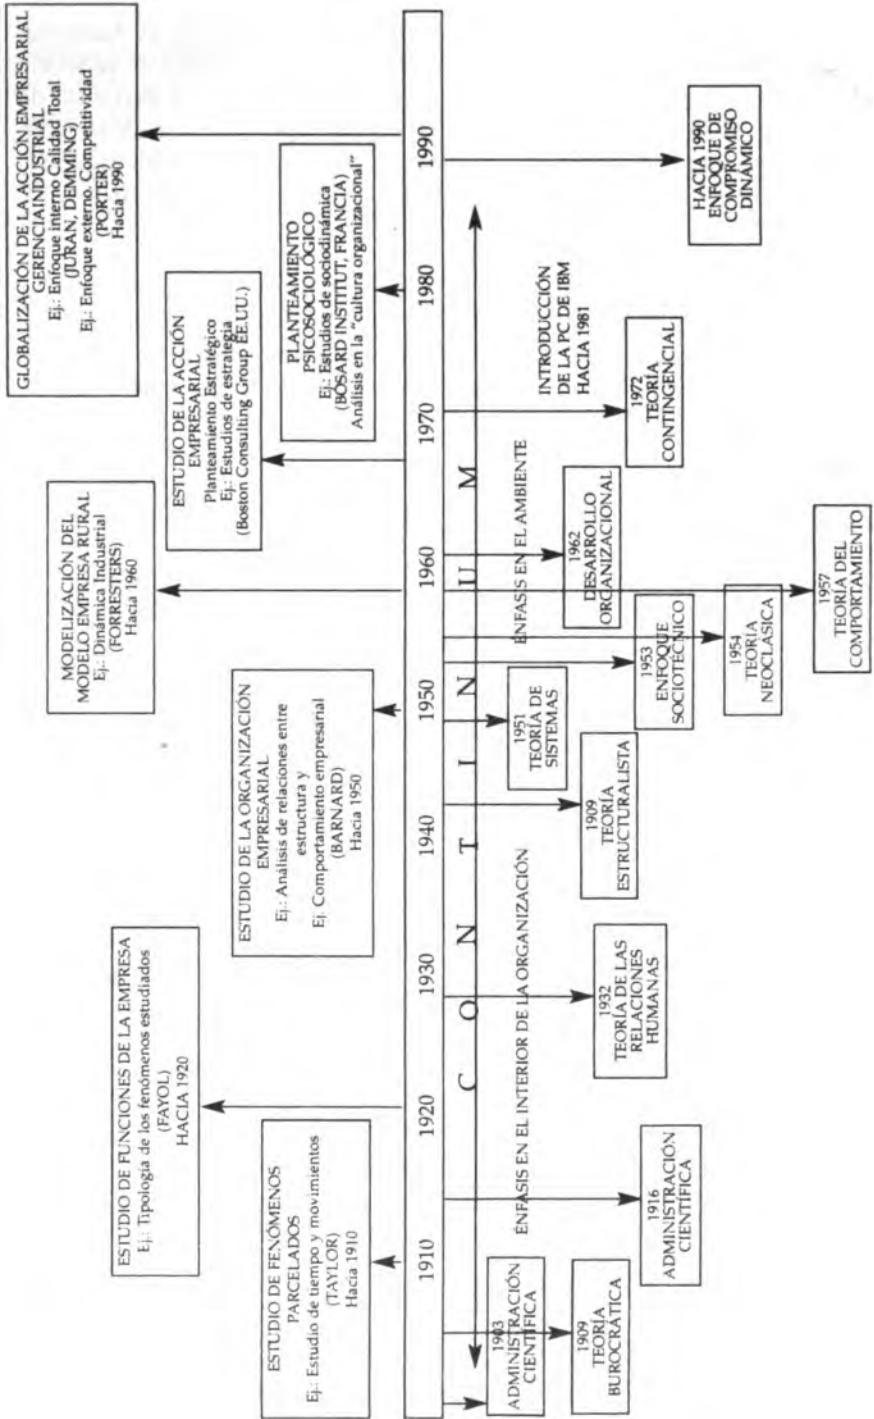 ESTUDIO DE FENÓMENOS
PARCELADOS
Ej.: Estudio de tiempo y movimientos
(TAYLOR)
Hacia 1910
ESTUDIO DE FUNCIONES DE LA EMPRESA
Ej.: Tipología de los fenómenos estudiados
(FAYOL)
HACIA 1920
ESTUDIO DE LA ORGANIZACIÓN
EMPRESARIAL
Ej.: Análisis de relaciones entre
estructura y
Ej. Comportamiento empresarial
(BARNARD)
Hacia 1950
MODELIZACIÓN DEL
MODELO EMPRESA RURAL
Ej.: Dinámica Industrial
(FORRESTERS)
Hacia 1960
ESTUDIO DE LA ACCIÓN
EMPRESARIAL
Planteamiento Estratégico
Ej.: Estudios de estrategia
(Boston Consulting Group EE.UU.)
PLANTEAMIENTO
PSICOSOCIOLÓGICO
Ej.: Estudios de sociodinámica
(BOSARD INSTITUT, FRANCIA)
Análisis en la "cultura organizacional"
GLOBALIZACIÓN DE LA ACCIÓN EMPRESARIAL
GERENCIA INDUSTRIAL
Ej.: Enfoque interno Calidad Total
(JURAN, DEMMING)
Ej.: Enfoque externo. Competitividad
(PORTER)
Hacia 1990
1910 1920 1930 1940 1950 1960 1970 1980 1990
C O N T I N U M
ÉNFASIS EN EL INTERIOR DE LA ORGANIZACIÓN
ÉNFASIS EN EL AMBIENTE
INTRODUCCIÓN
DE LA PC DE IBM
HACIA 1981
1903
ADMINISTRACIÓN
CIENTÍFICA
1909
TEORÍA
BUROCRÁTICA
1916
ADMINISTRACIÓN
CIENTÍFICA
1932
TEORÍA DE LAS
RELACIONES
HUMANAS
1909
TEORÍA
ESTRUCTURALISTA
1951
TEORÍA DE
SISTEMAS
1953
ENFOQUE
SOCIOTÉCNICO
1954
TEORÍA
NEOCLÁSICA
1957
TEORÍA DEL
COMPORTAMIENTO
1962
DESARROLLO
ORGANIZACIONAL
1972
TEORÍA
CONTINGENCIAL
HACIA 1990
ENFOQUE DE
COMPROMISO
DINÁMICO